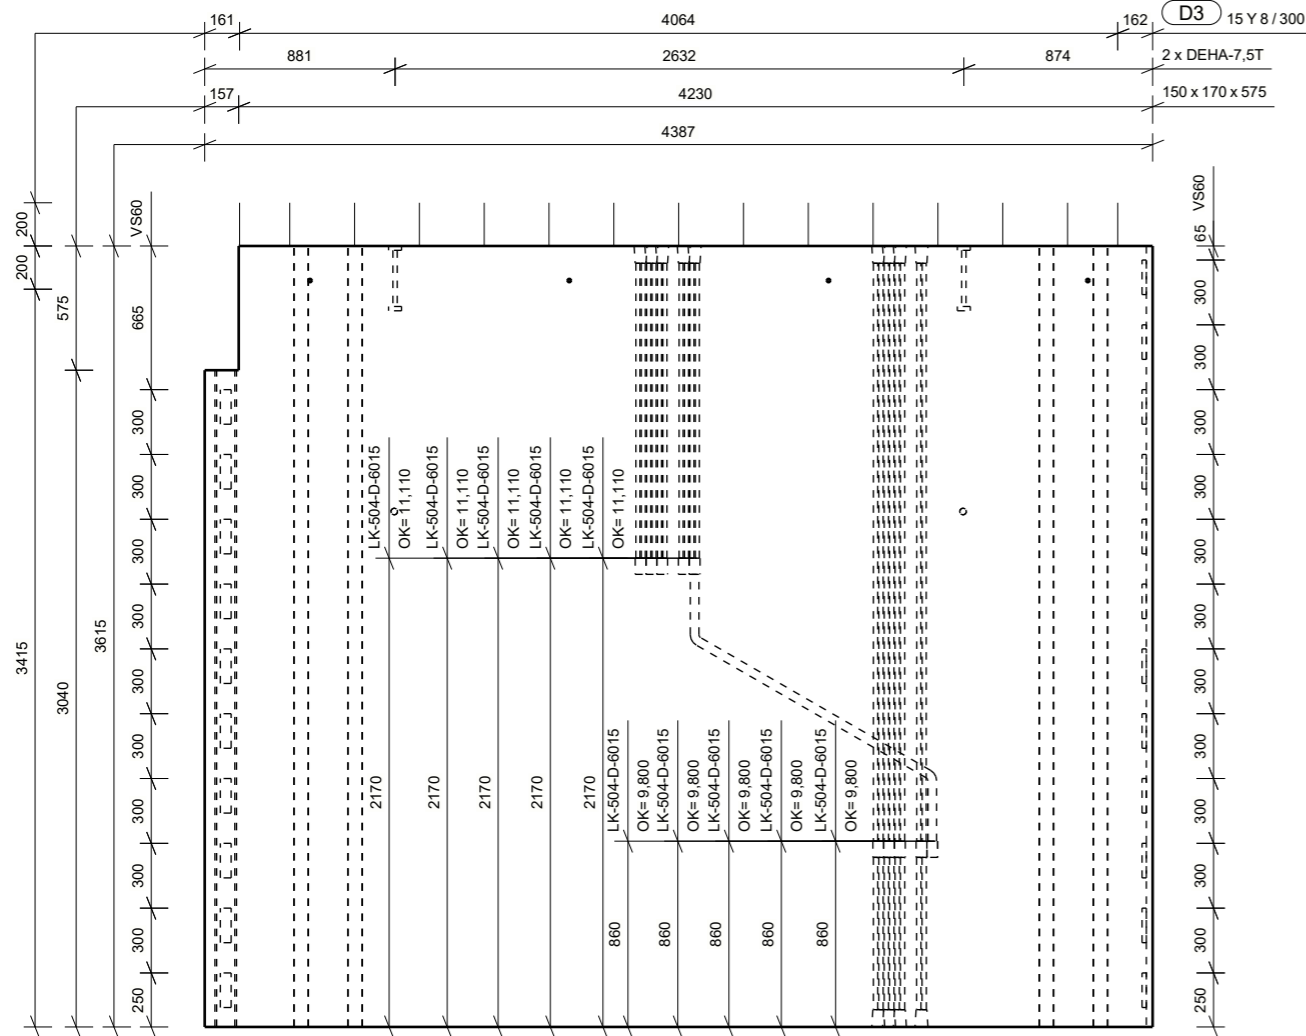 161
4064
162
D3
15 Y 8 / 300
881
2632
874
2 x DEHA-7,5T
157
4230
150 x 170 x 575
4387
200
200
575
3415
3040
3615
VS60
665
300
300
300
300
300
300
300
300
300
250
LK-504-D-6015
OK= 11,110
LK-504-D-6015
OK= 11,110
LK-504-D-6015
OK= 11,110
LK-504-D-6015
OK= 11,110
LK-504-D-6015
OK= 11,110
2170
2170
2170
2170
2170
LK-504-D-6015
OK= 9,800
LK-504-D-6015
OK= 9,800
LK-504-D-6015
OK= 9,800
LK-504-D-6015
OK= 9,800
LK-504-D-6015
OK= 9,800
860
860
860
860
860
VS60
65
300
300
300
300
300
300
300
300
300
300
300
250